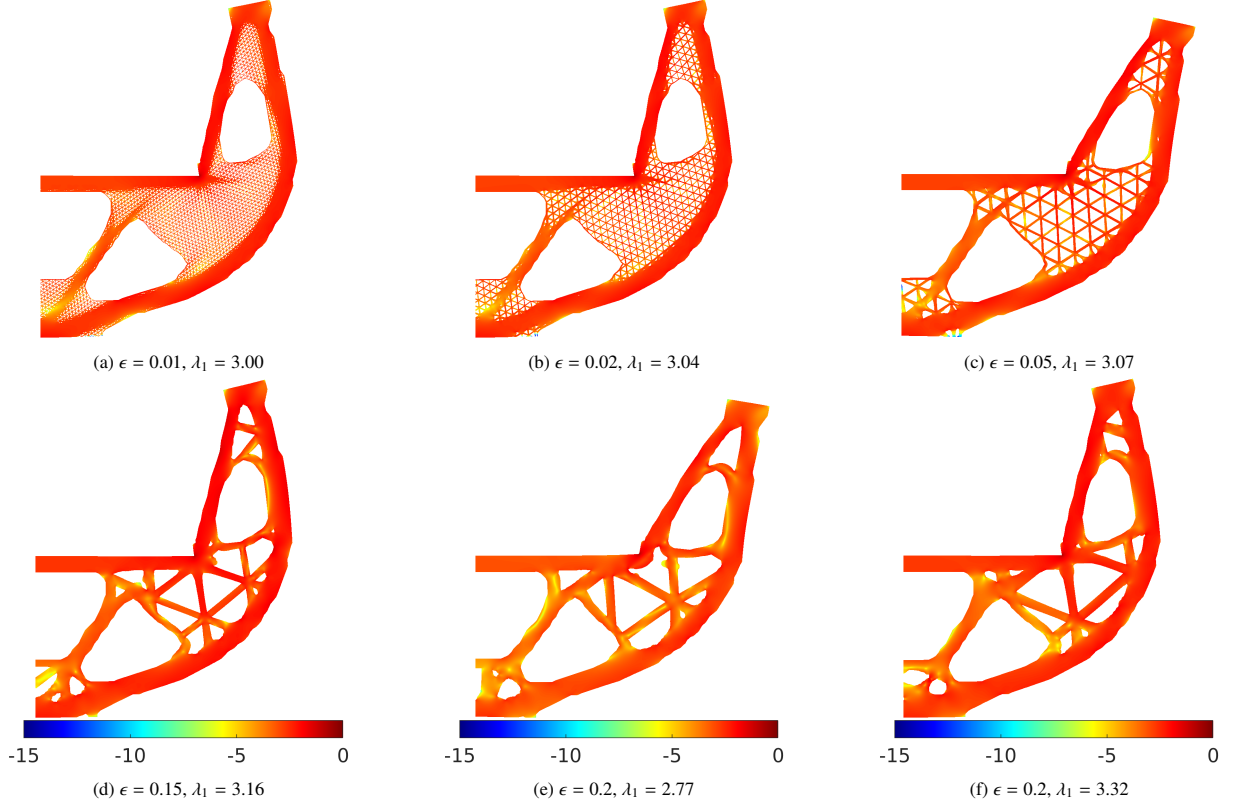 (a) ϵ = 0.01, λ₁ = 3.00
(b) ϵ = 0.02, λ₁ = 3.04
(c) ϵ = 0.05, λ₁ = 3.07
-15 -10 -5 0
-15 -10 -5 0
-15 -10 -5 0
(d) ϵ = 0.15, λ₁ = 3.16
(e) ϵ = 0.2, λ₁ = 2.77
(f) ϵ = 0.2, λ₁ = 3.32